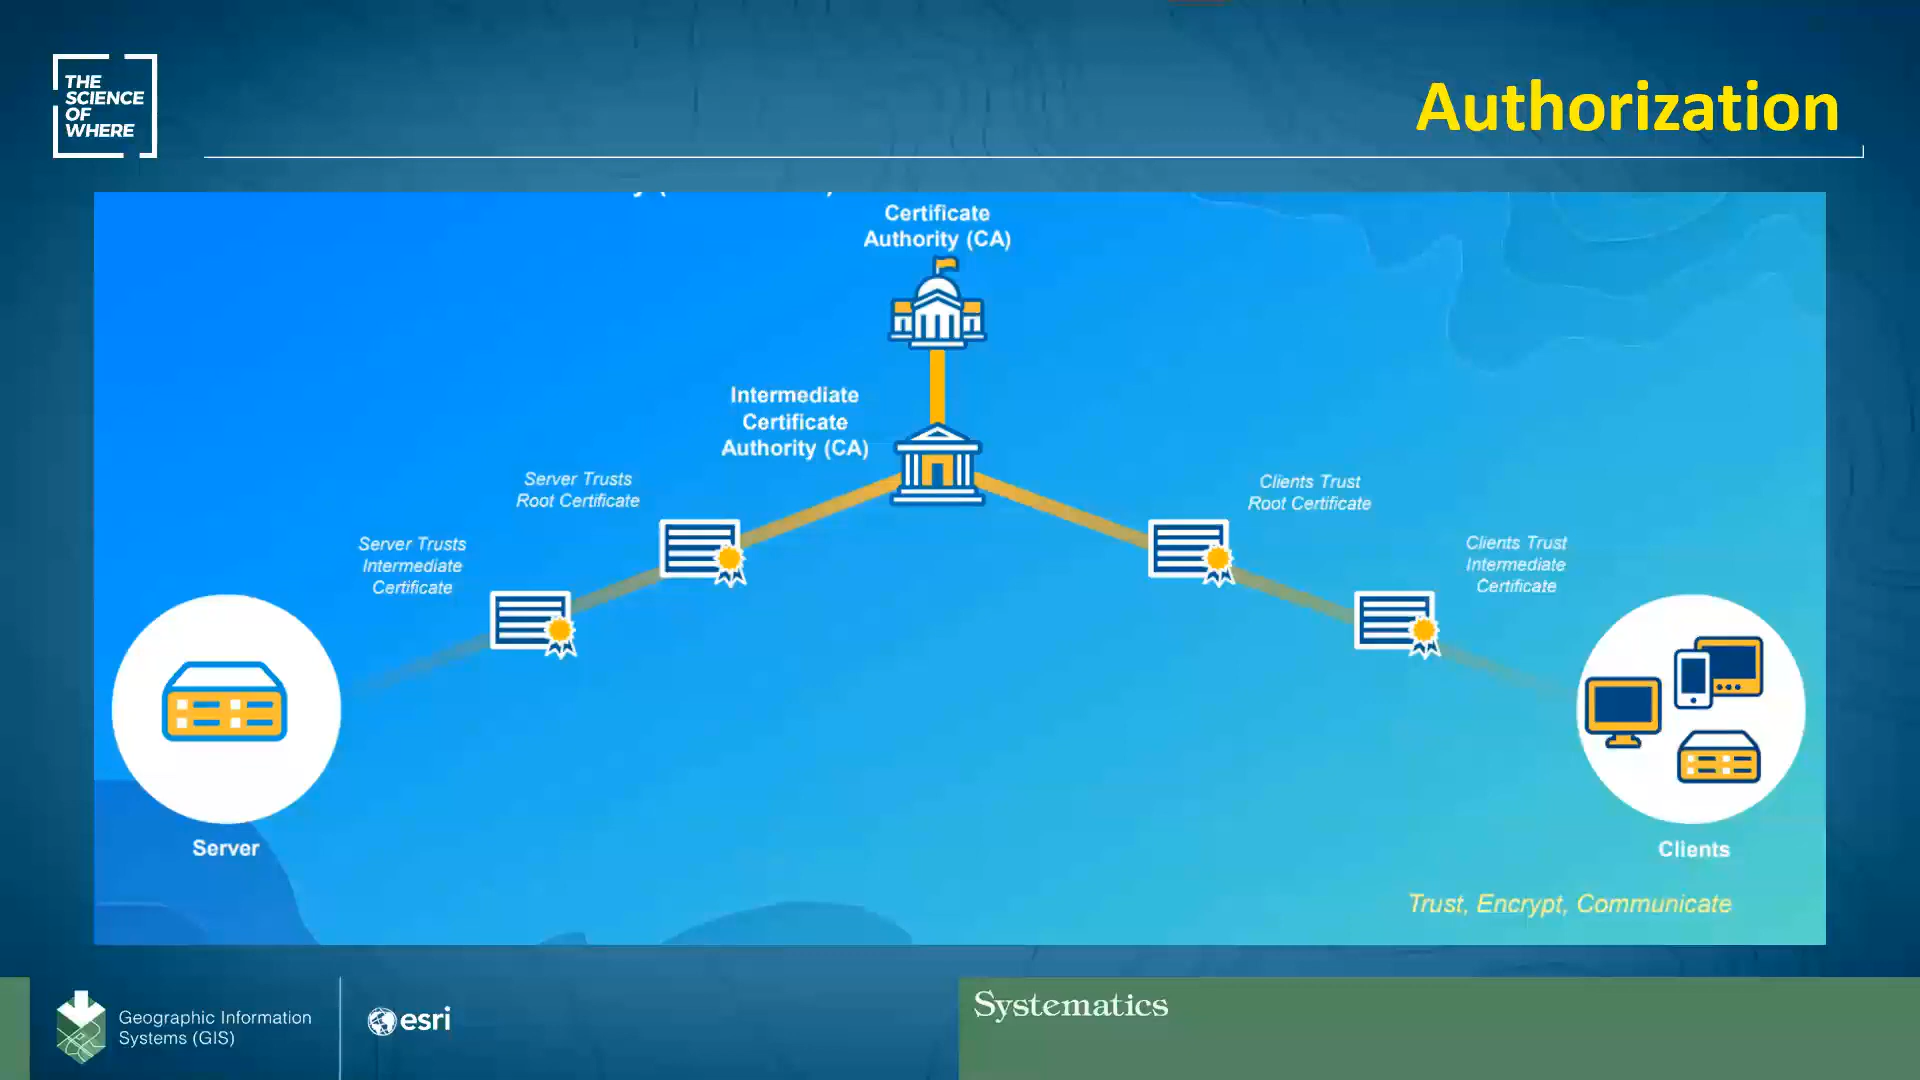 THE
SCIENCE
OF
WHERE
Authorization
Certificate
Authority (CA)
Intermediate
Certificate
Authority (CA)
Server Trusts
Root Certificate
Clients Trust
Root Certificate
Server Trusts
Intermediate
Certificate
Clients Trust
Intermediate
Certificate
Server
Clients
Trust, Encrypt, Communicate
Geographic Information
Systems (GIS)
esri
Systematics